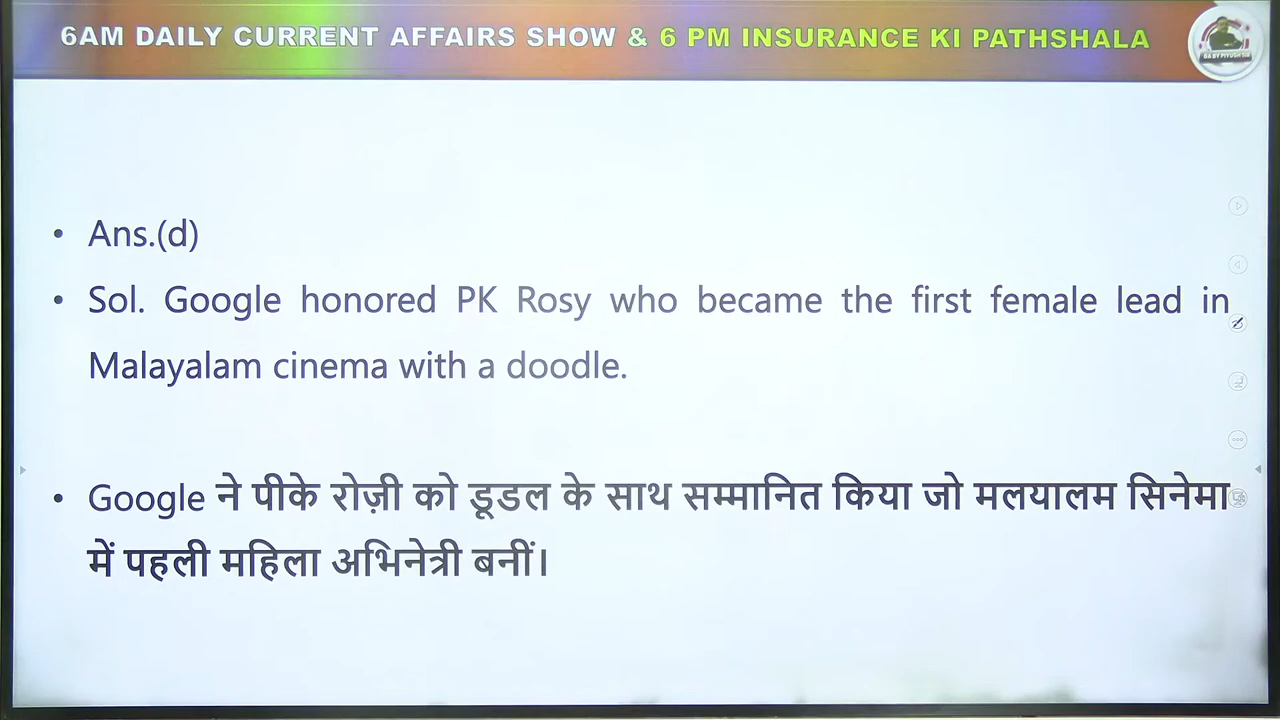 6AM DAILY CURRENT AFFAIRS SHOW & 6 PM INSURANCE KI PATHSHALA
• Ans.(d)
• Sol. Google honored PK Rosy who became the first female lead in
Malayalam cinema with a doodle.
• Google ने पीके रोज़ी को डूडल के साथ सम्मानित किया जो मलयालम सिनेमा
में पहली महिला अभिनेत्री बनीं।